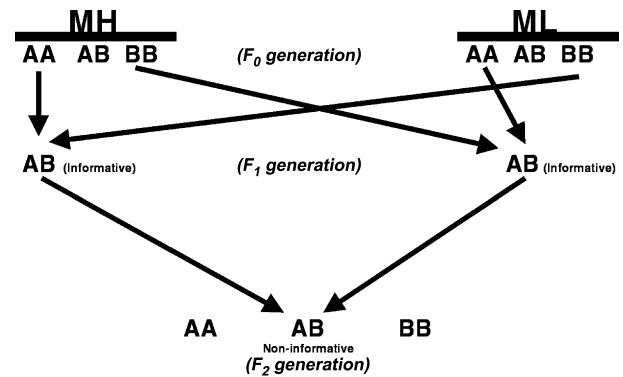 MH ML
AA AB BB (F0 generation) AA AB BB
AB (Informative) (F1 generation) AB (Informative)
AA AB BB
Non-informative
(F2 generation)